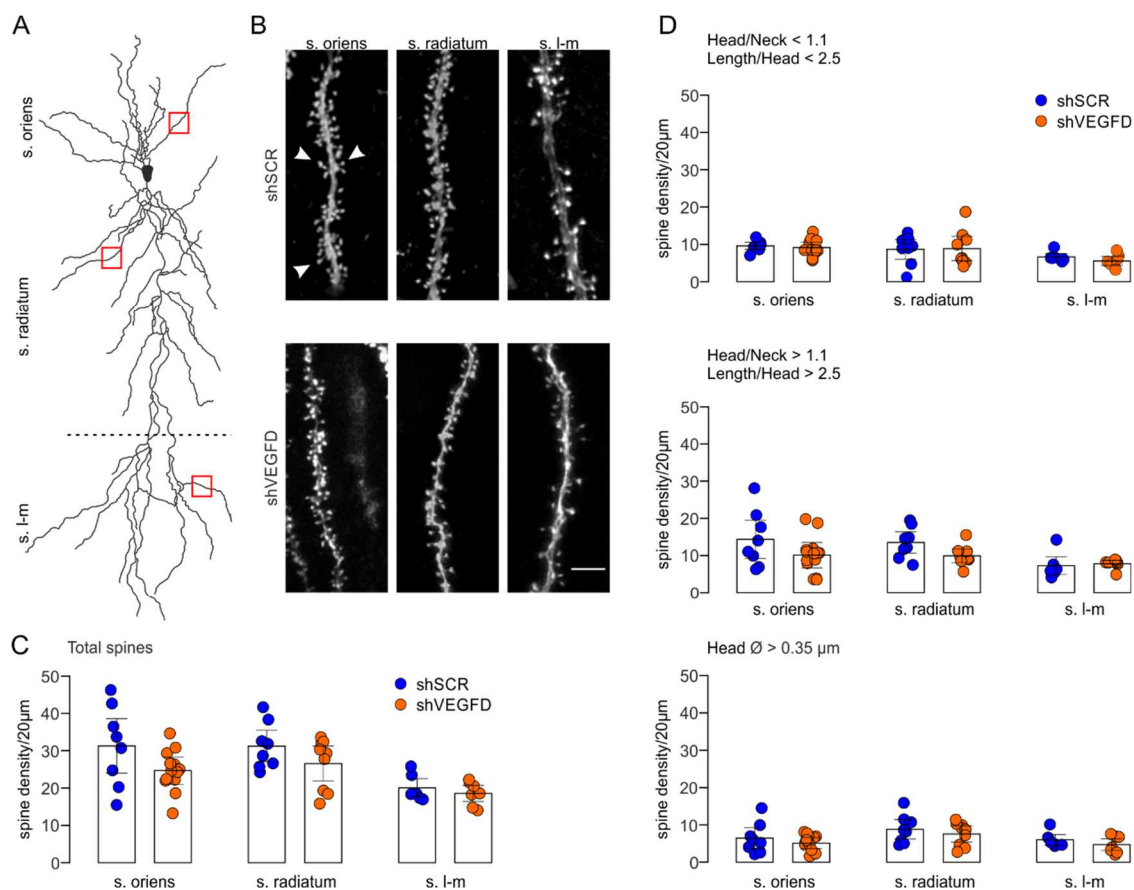 A
s. oriens
s. radiatum
s. l-m
B
s. oriens s. radiatum s. l-m
shSCR
shVEGFD
C
Total spines
shSCR
shVEGFD
spine density/20µm
50
40
30
20
10
0
s. oriens s. radiatum s. l-m
D
Head/Neck < 1.1
Length/Head < 2.5
shSCR
shVEGFD
spine density/20µm
50
40
30
20
10
0
s. oriens s. radiatum s. l-m
Head/Neck > 1.1
Length/Head > 2.5
spine density/20µm
50
40
30
20
10
0
s. oriens s. radiatum s. l-m
Head Ø > 0.35 µm
spine density/20µm
50
40
30
20
10
0
s. oriens s. radiatum s. l-m